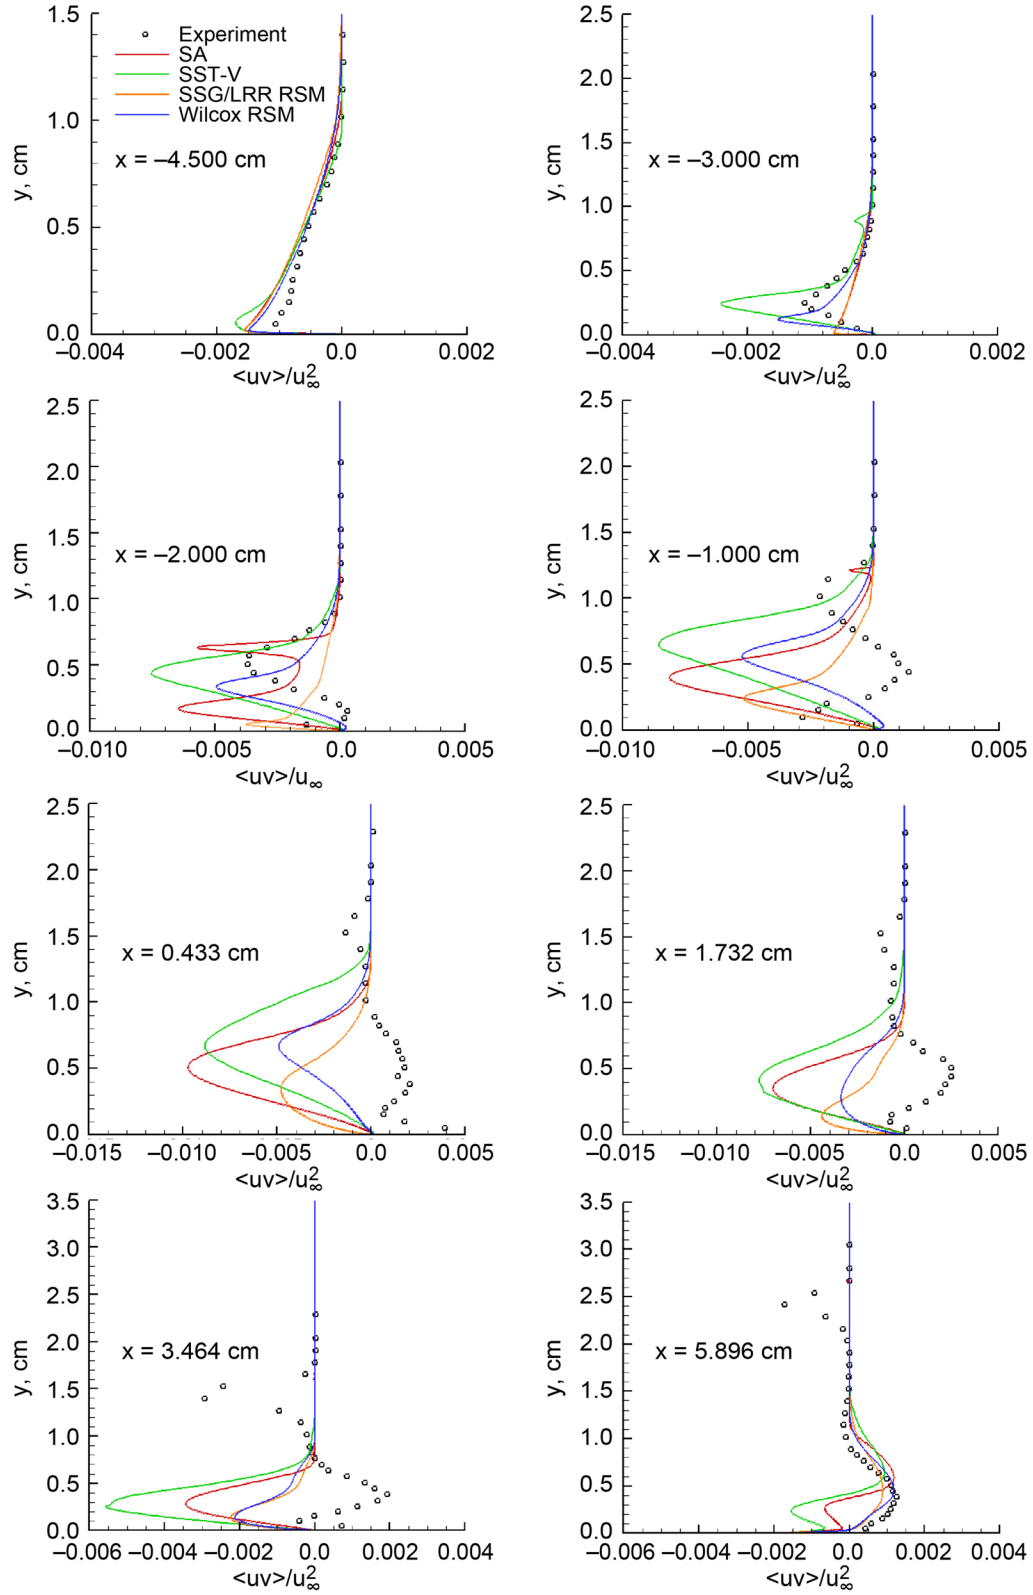 1.5
1.0
0.5
0.0
y, cm
Experiment
SA
SST-V
SSG/LRR RSM
Wilcox RSM
x = –4.500 cm
–0.004 –0.002 0.0 0.002
<uv>/u²∞
2.5
2.0
1.5
1.0
0.5
0.0
y, cm
x = –3.000 cm
–0.004 –0.002 0.0 0.002
<uv>/u²∞
2.5
2.0
1.5
1.0
0.5
0.0
y, cm
x = –2.000 cm
–0.010 –0.005 0.0 0.005
<uv>/u∞
2.5
2.0
1.5
1.0
0.5
0.0
y, cm
x = –1.000 cm
–0.010 –0.005 0.0 0.005
<uv>/u²∞
2.5
2.0
1.5
1.0
0.5
0.0
y, cm
x = 0.433 cm
–0.015 –0.010 –0.005 0.0 0.005
<uv>/u²∞
2.5
2.0
1.5
1.0
0.5
0.0
y, cm
x = 1.732 cm
–0.015 –0.010 –0.005 0.0 0.005
<uv>/u²∞
3.5
3.0
2.5
2.0
1.5
1.0
0.5
0.0
y, cm
x = 3.464 cm
–0.006 –0.004 –0.002 0.0 0.002 0.004
<uv>/u²∞
3.5
3.0
2.5
2.0
1.5
1.0
0.5
0.0
y, cm
x = 5.896 cm
–0.006 –0.004 –0.002 0.0 0.002 0.004
<uv>/u²∞